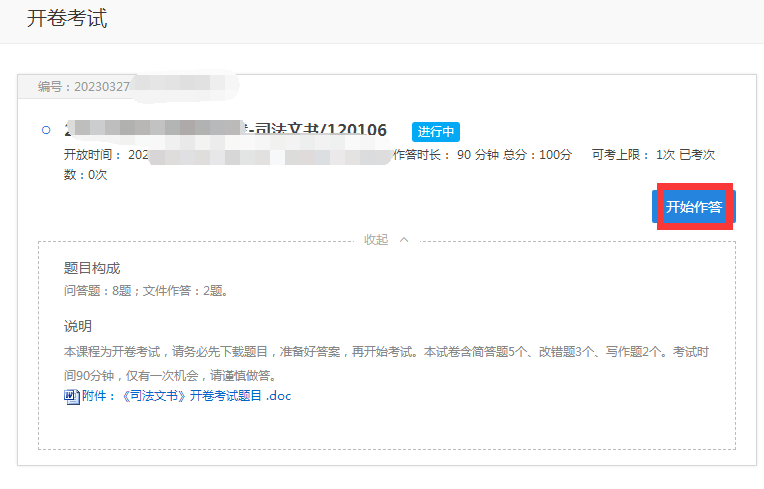 开卷考试
编号：20230327
-司法文书/120106 进行中
开放时间： 202 作答时长： 90 分钟 总分：100分 可考上限： 1次 已考次
数：0次
开始作答
收起
题目构成
问答题：8题；文件作答：2题。
说明
本课程为开卷考试，请务必先下载题目，准备好答案，再开始考试。本试卷含简答题5个、改错题3个、写作题2个。考试时
间90分钟，仅有一次机会，请谨慎做答。
附件：《司法文书》开卷考试题目 .doc